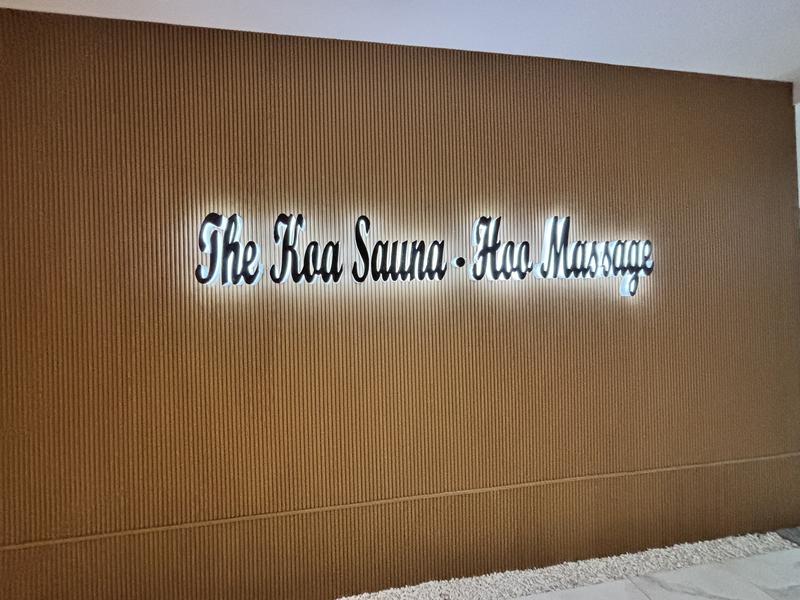 The Koa Sauna • Hoo Massage